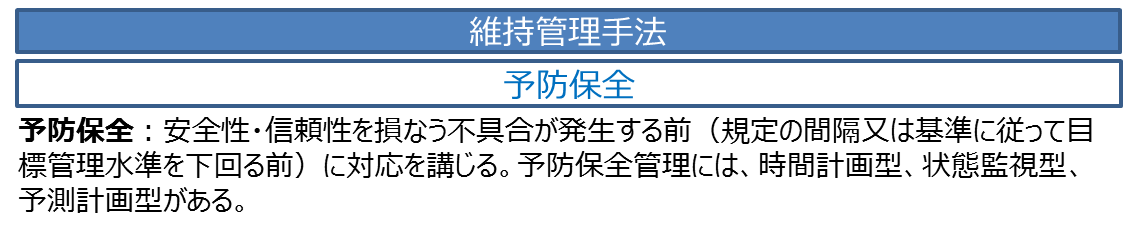 維持管理手法
予防保全
予防保全：安全性・信頼性を損なう不具合が発生する前（規定の間隔又は基準に従って目
標管理水準を下回る前）に対応を講じる。予防保全管理には、時間計画型、状態監視型、
予測計画型がある。